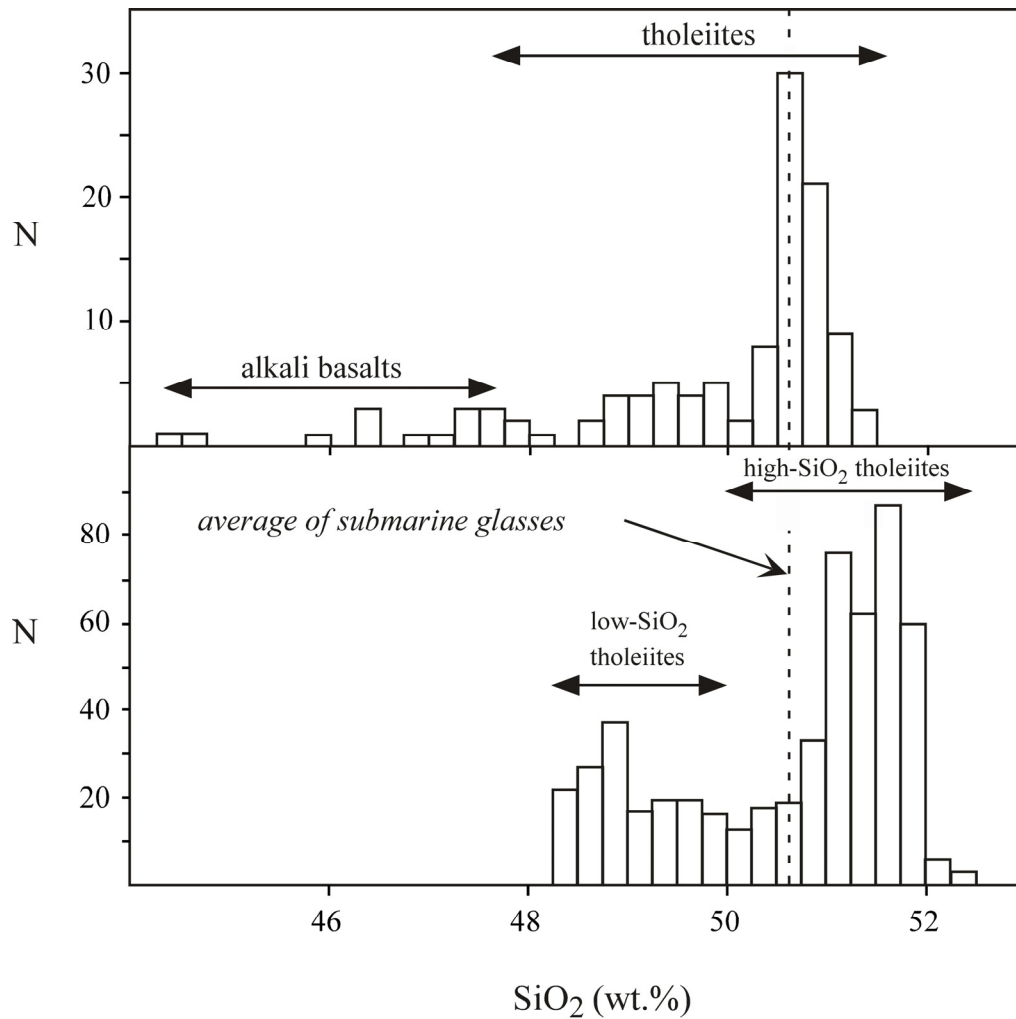 tholeiites
30
20
N
10
alkali basalts
high-SiO₂ tholeiites
average of submarine glasses
80
low-SiO₂
tholeiites
60
N
40
20
46 48 50 52
SiO₂ (wt.%)